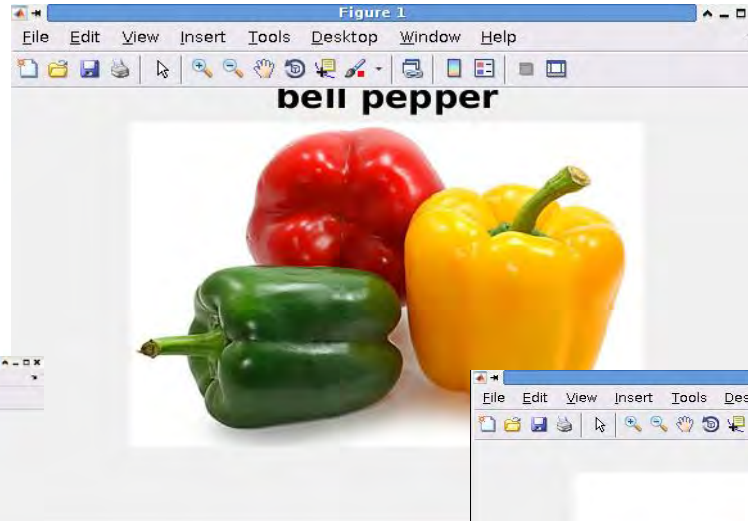 Figure 1
File Edit View Insert Tools Desktop Window Help
bell pepper
File Edit View Insert Tools